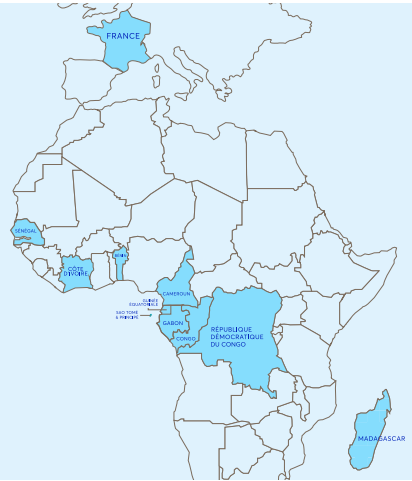 FRANCE
SÉNÉGAL
CÔTE
D'IVOIRE
BÉNIN
CAMEROUN
GUINÉE
ÉQUATORIALE
SAO TOMÉ
& PRINCIPE
GABON
CONGO
RÉPUBLIQUE
DÉMOCRATIQUE
DU CONGO
MADAGASCAR